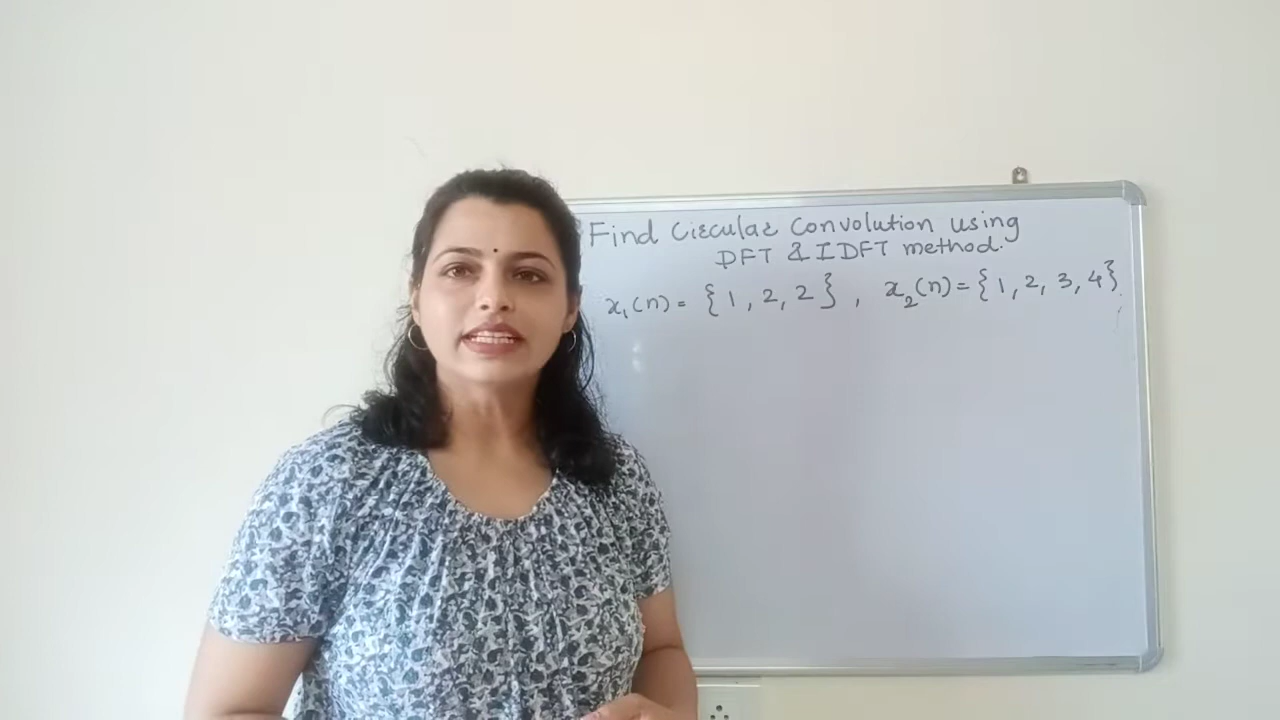 Find Circular Convolution using
DFT & IDFT method.
x₁(n) = {1, 2, 2} , x₂(n) = {1, 2, 3, 4}